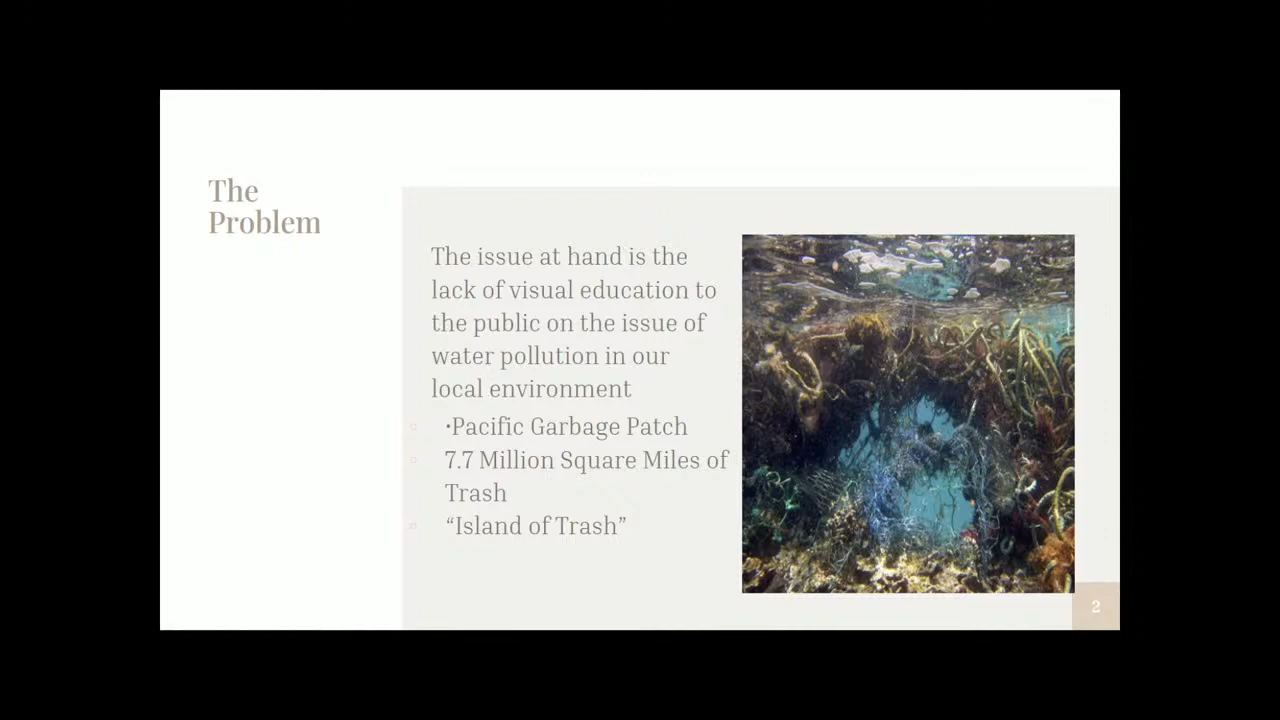 The
Problem
The issue at hand is the
lack of visual education to
the public on the issue of
water pollution in our
local environment
•Pacific Garbage Patch
7.7 Million Square Miles of
Trash
“Island of Trash”
2